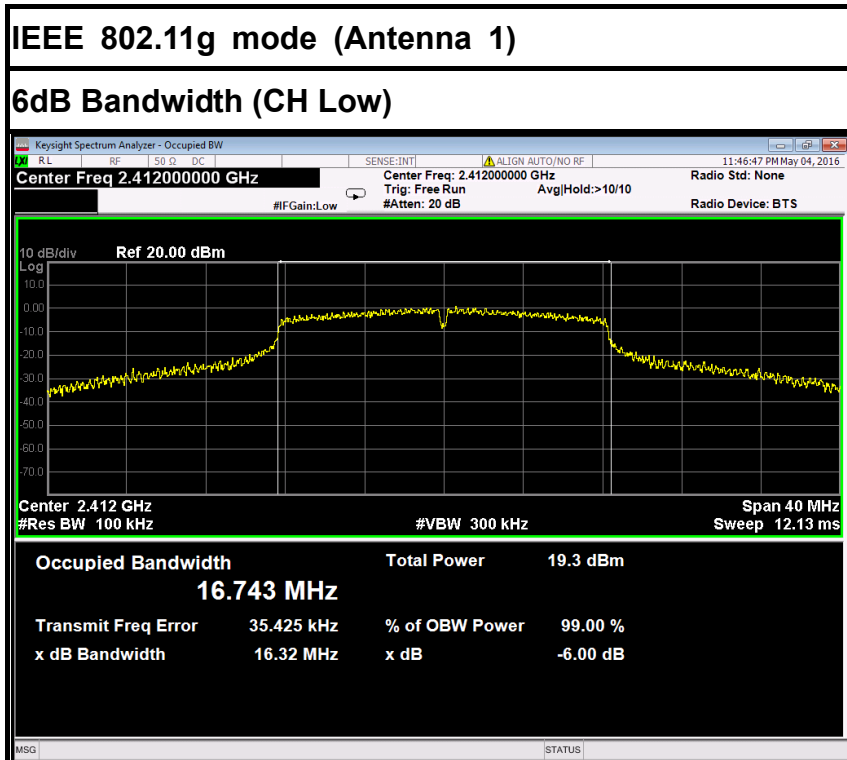 IEEE 802.11g mode (Antenna 1)
6dB Bandwidth (CH Low)
Keysight Spectrum Analyzer - Occupied BW
LXI RL RF 50 Ω DC SENSE:INT ALIGN AUTO/NO RF 11:46:47 PM May 04, 2016
Center Freq 2.412000000 GHz Center Freq: 2.412000000 GHz Radio Std: None
Trig: Free Run Avg|Hold:>10/10
#IFGain:Low #Atten: 20 dB Radio Device: BTS
10 dB/div Ref 20.00 dBm
Log
10.0
0.00
-10.0
-20.0
-30.0
-40.0
-50.0
-60.0
-70.0
Center 2.412 GHz Span 40 MHz
#Res BW 100 kHz #VBW 300 kHz Sweep 12.13 ms
Occupied Bandwidth Total Power 19.3 dBm
16.743 MHz
Transmit Freq Error 35.425 kHz % of OBW Power 99.00 %
x dB Bandwidth 16.32 MHz x dB -6.00 dB
MSG STATUS